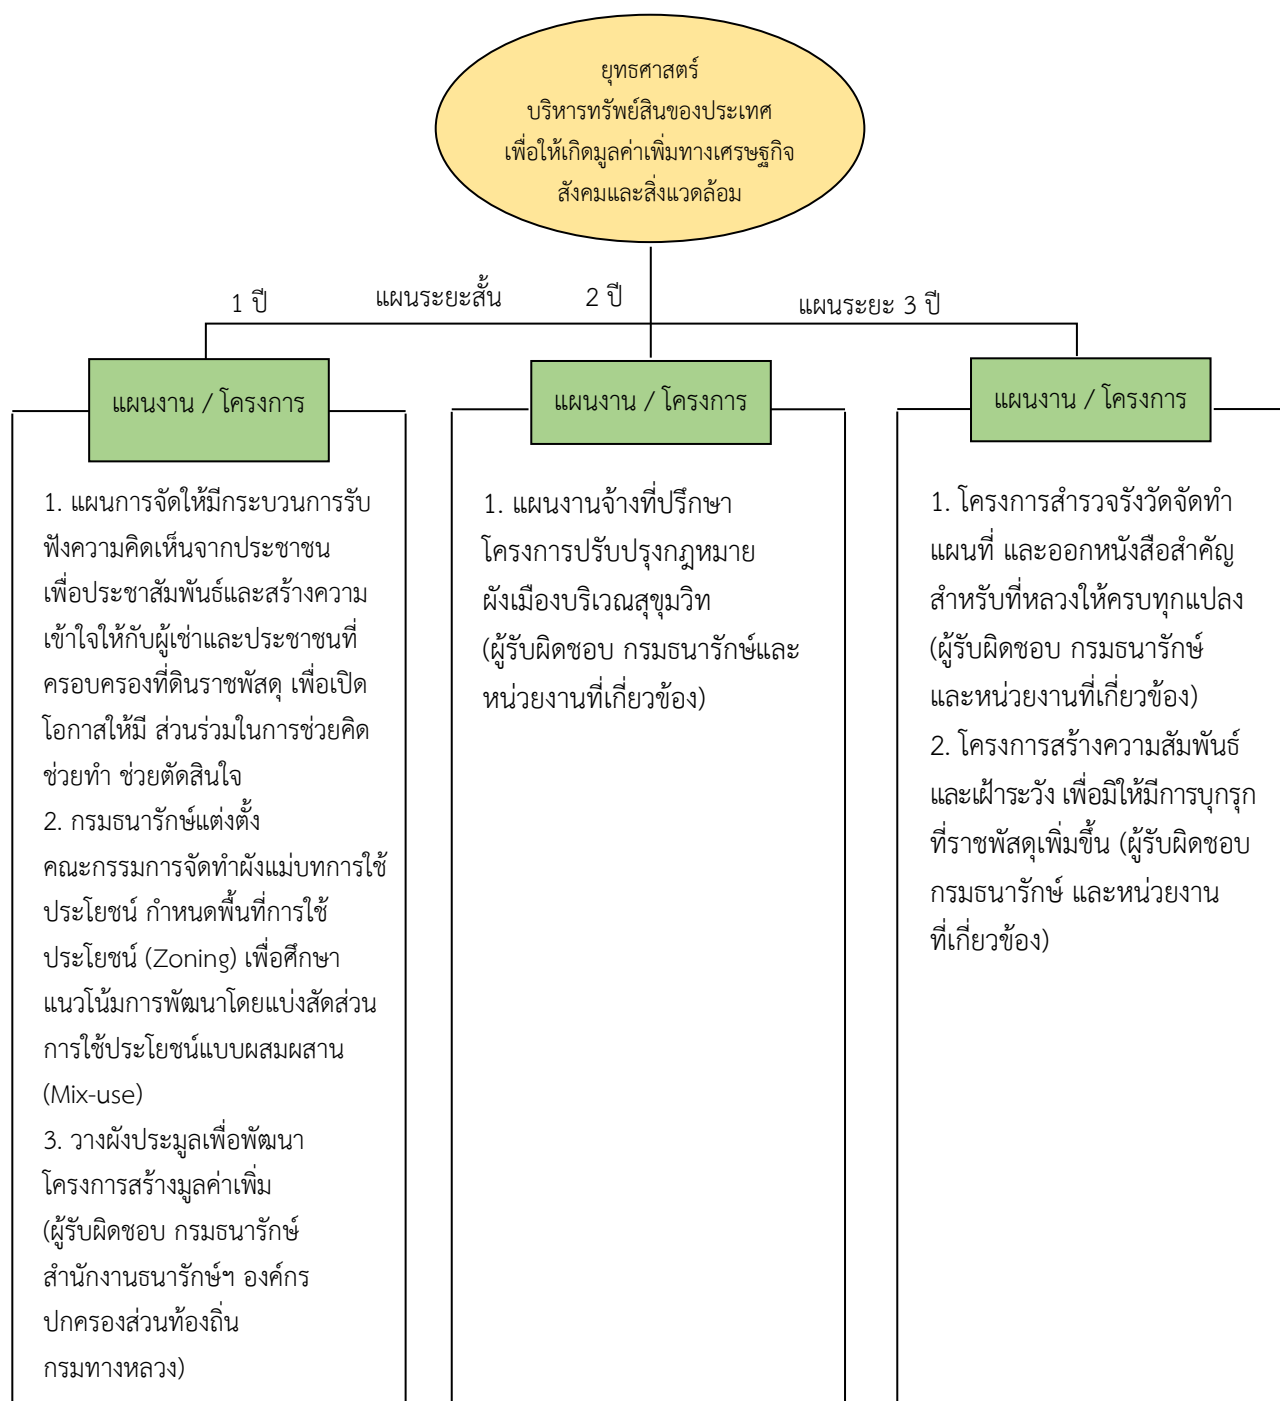 ยุทธศาสตร์
บริหารทรัพย์สินของประเทศ
เพื่อให้เกิดมูลค่าเพิ่มทางเศรษฐกิจ
สังคมและสิ่งแวดล้อม
1 ปี
แผนระยะสั้น
2 ปี
แผนระยะ 3 ปี
แผนงาน / โครงการ
1. แผนการจัดให้มีกระบวนการรับ
ฟังความคิดเห็นจากประชาชน
เพื่อประชาสัมพันธ์และสร้างความ
เข้าใจให้กับผู้เช่าและประชาชนที่
ครอบครองที่ดินราชพัสดุ เพื่อเปิด
โอกาสให้มี ส่วนร่วมในการช่วยคิด
ช่วยทำ ช่วยตัดสินใจ
2. กรมธนารักษ์แต่งตั้ง
คณะกรรมการจัดทำผังแม่บทการใช้
ประโยชน์ กำหนดพื้นที่การใช้
ประโยชน์ (Zoning) เพื่อศึกษา
แนวโน้มการพัฒนาโดยแบ่งสัดส่วน
การใช้ประโยชน์แบบผสมผสาน
(Mix-use)
3. วางผังประมูลเพื่อพัฒนา
โครงการสร้างมูลค่าเพิ่ม
(ผู้รับผิดชอบ กรมธนารักษ์
สำนักงานธนารักษ์ฯ องค์กร
ปกครองส่วนท้องถิ่น
กรมทางหลวง)
แผนงาน / โครงการ
1. แผนงานจ้างที่ปรึกษา
โครงการปรับปรุงกฎหมาย
ผังเมืองบริเวณสุขุมวิท
(ผู้รับผิดชอบ กรมธนารักษ์และ
หน่วยงานที่เกี่ยวข้อง)
แผนงาน / โครงการ
1. โครงการสำรวจรังวัดจัดทำ
แผนที่ และออกหนังสือสำคัญ
สำหรับที่หลวงให้ครบทุกแปลง
(ผู้รับผิดชอบ กรมธนารักษ์
และหน่วยงานที่เกี่ยวข้อง)
2. โครงการสร้างความสัมพันธ์
และเฝ้าระวัง เพื่อมิให้มีการบุกรุก
ที่ราชพัสดุเพิ่มขึ้น (ผู้รับผิดชอบ
กรมธนารักษ์ และหน่วยงาน
ที่เกี่ยวข้อง)